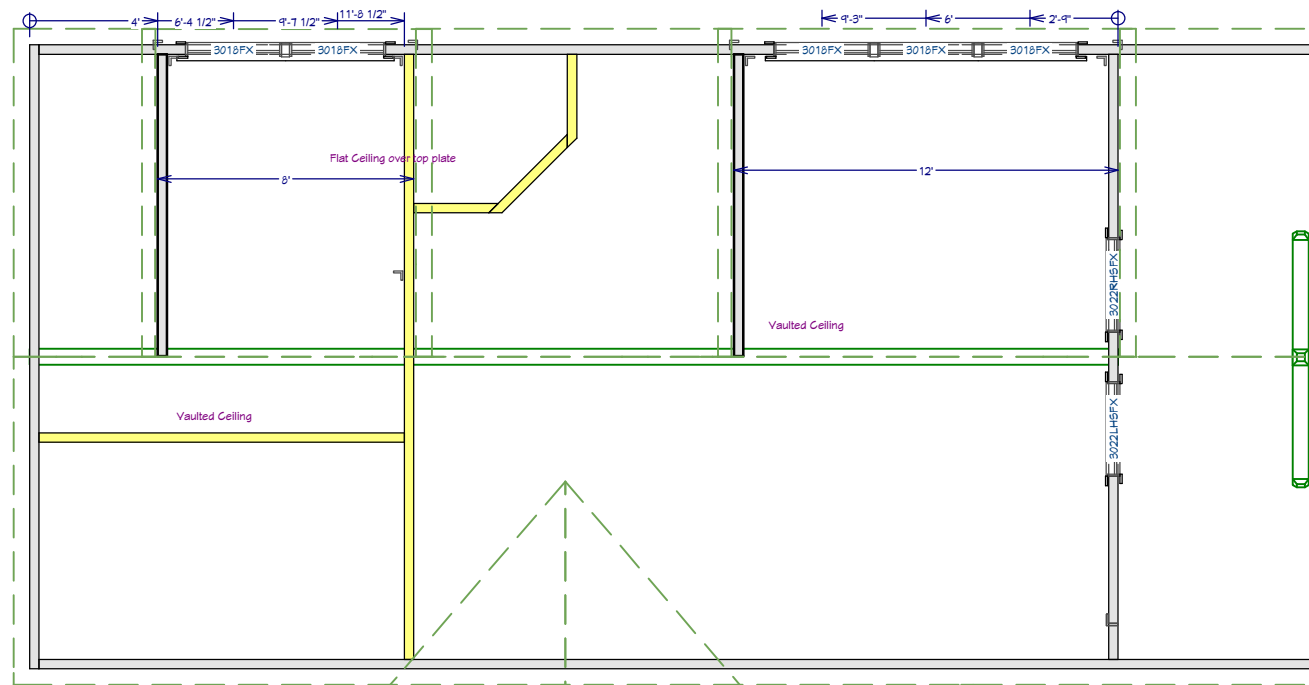 4' 6'-4 1/2" 9'-7 1/2" 11'-8 1/2" 9'-3" 6' 2'-9"
3018FX 3018FX 3018FX 3018FX 3018FX
Flat Ceiling over top plate
8' 12'
3022RHSFX
Vaulted Ceiling
Vaulted Ceiling
3022LHSFX